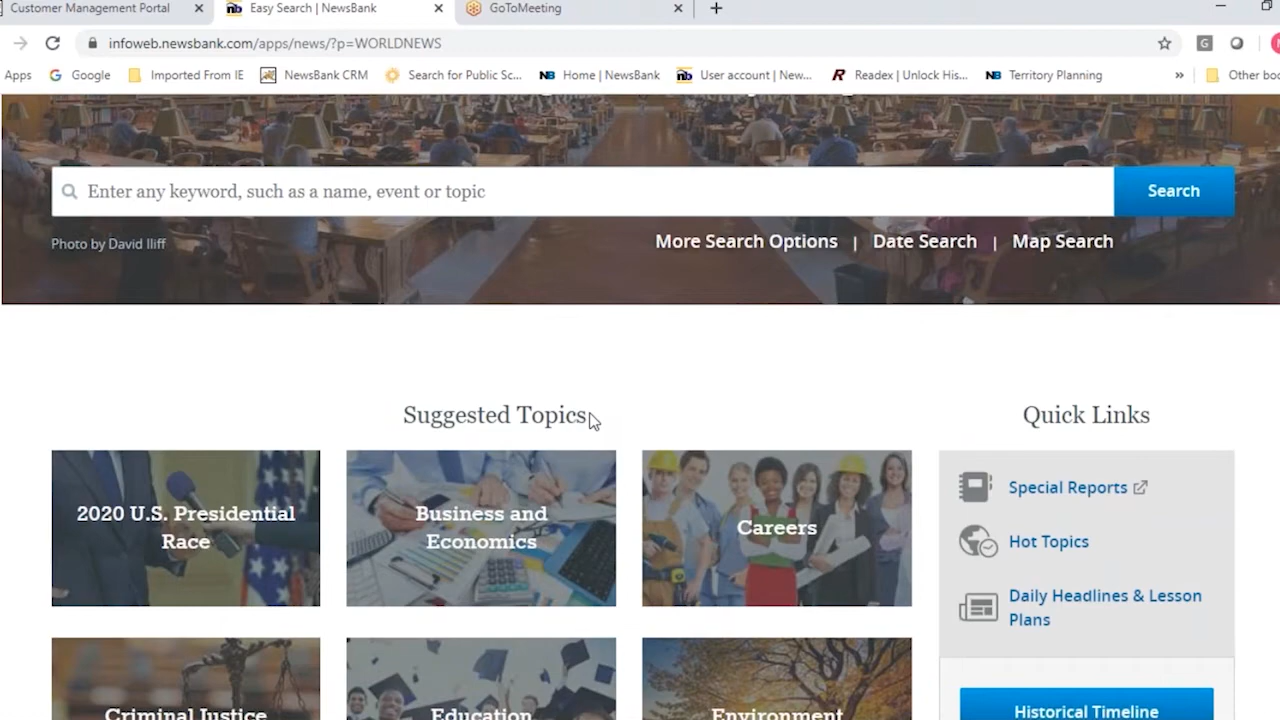 Customer Management Portal
Easy Search | NewsBank
GoToMeeting
infoweb.newsbank.com/apps/news/?p=WORLDNEWS
G
Apps
G Google
Imported From IE
NewsBank CRM
Search for Public Sc...
NB Home | NewsBank
nb User account | New...
R Readex | Unlock His...
NB Territory Planning
»
Other
Enter any keyword, such as a name, event or topic
Search
Photo by David Iliff
More Search Options | Date Search | Map Search
Suggested Topics
Quick Links
2020 U.S. Presidential
Race
Business and
Economics
Careers
Special Reports
Hot Topics
Daily Headlines & Lesson
Plans
Criminal Justice
Education
Environment
Historical Timeline